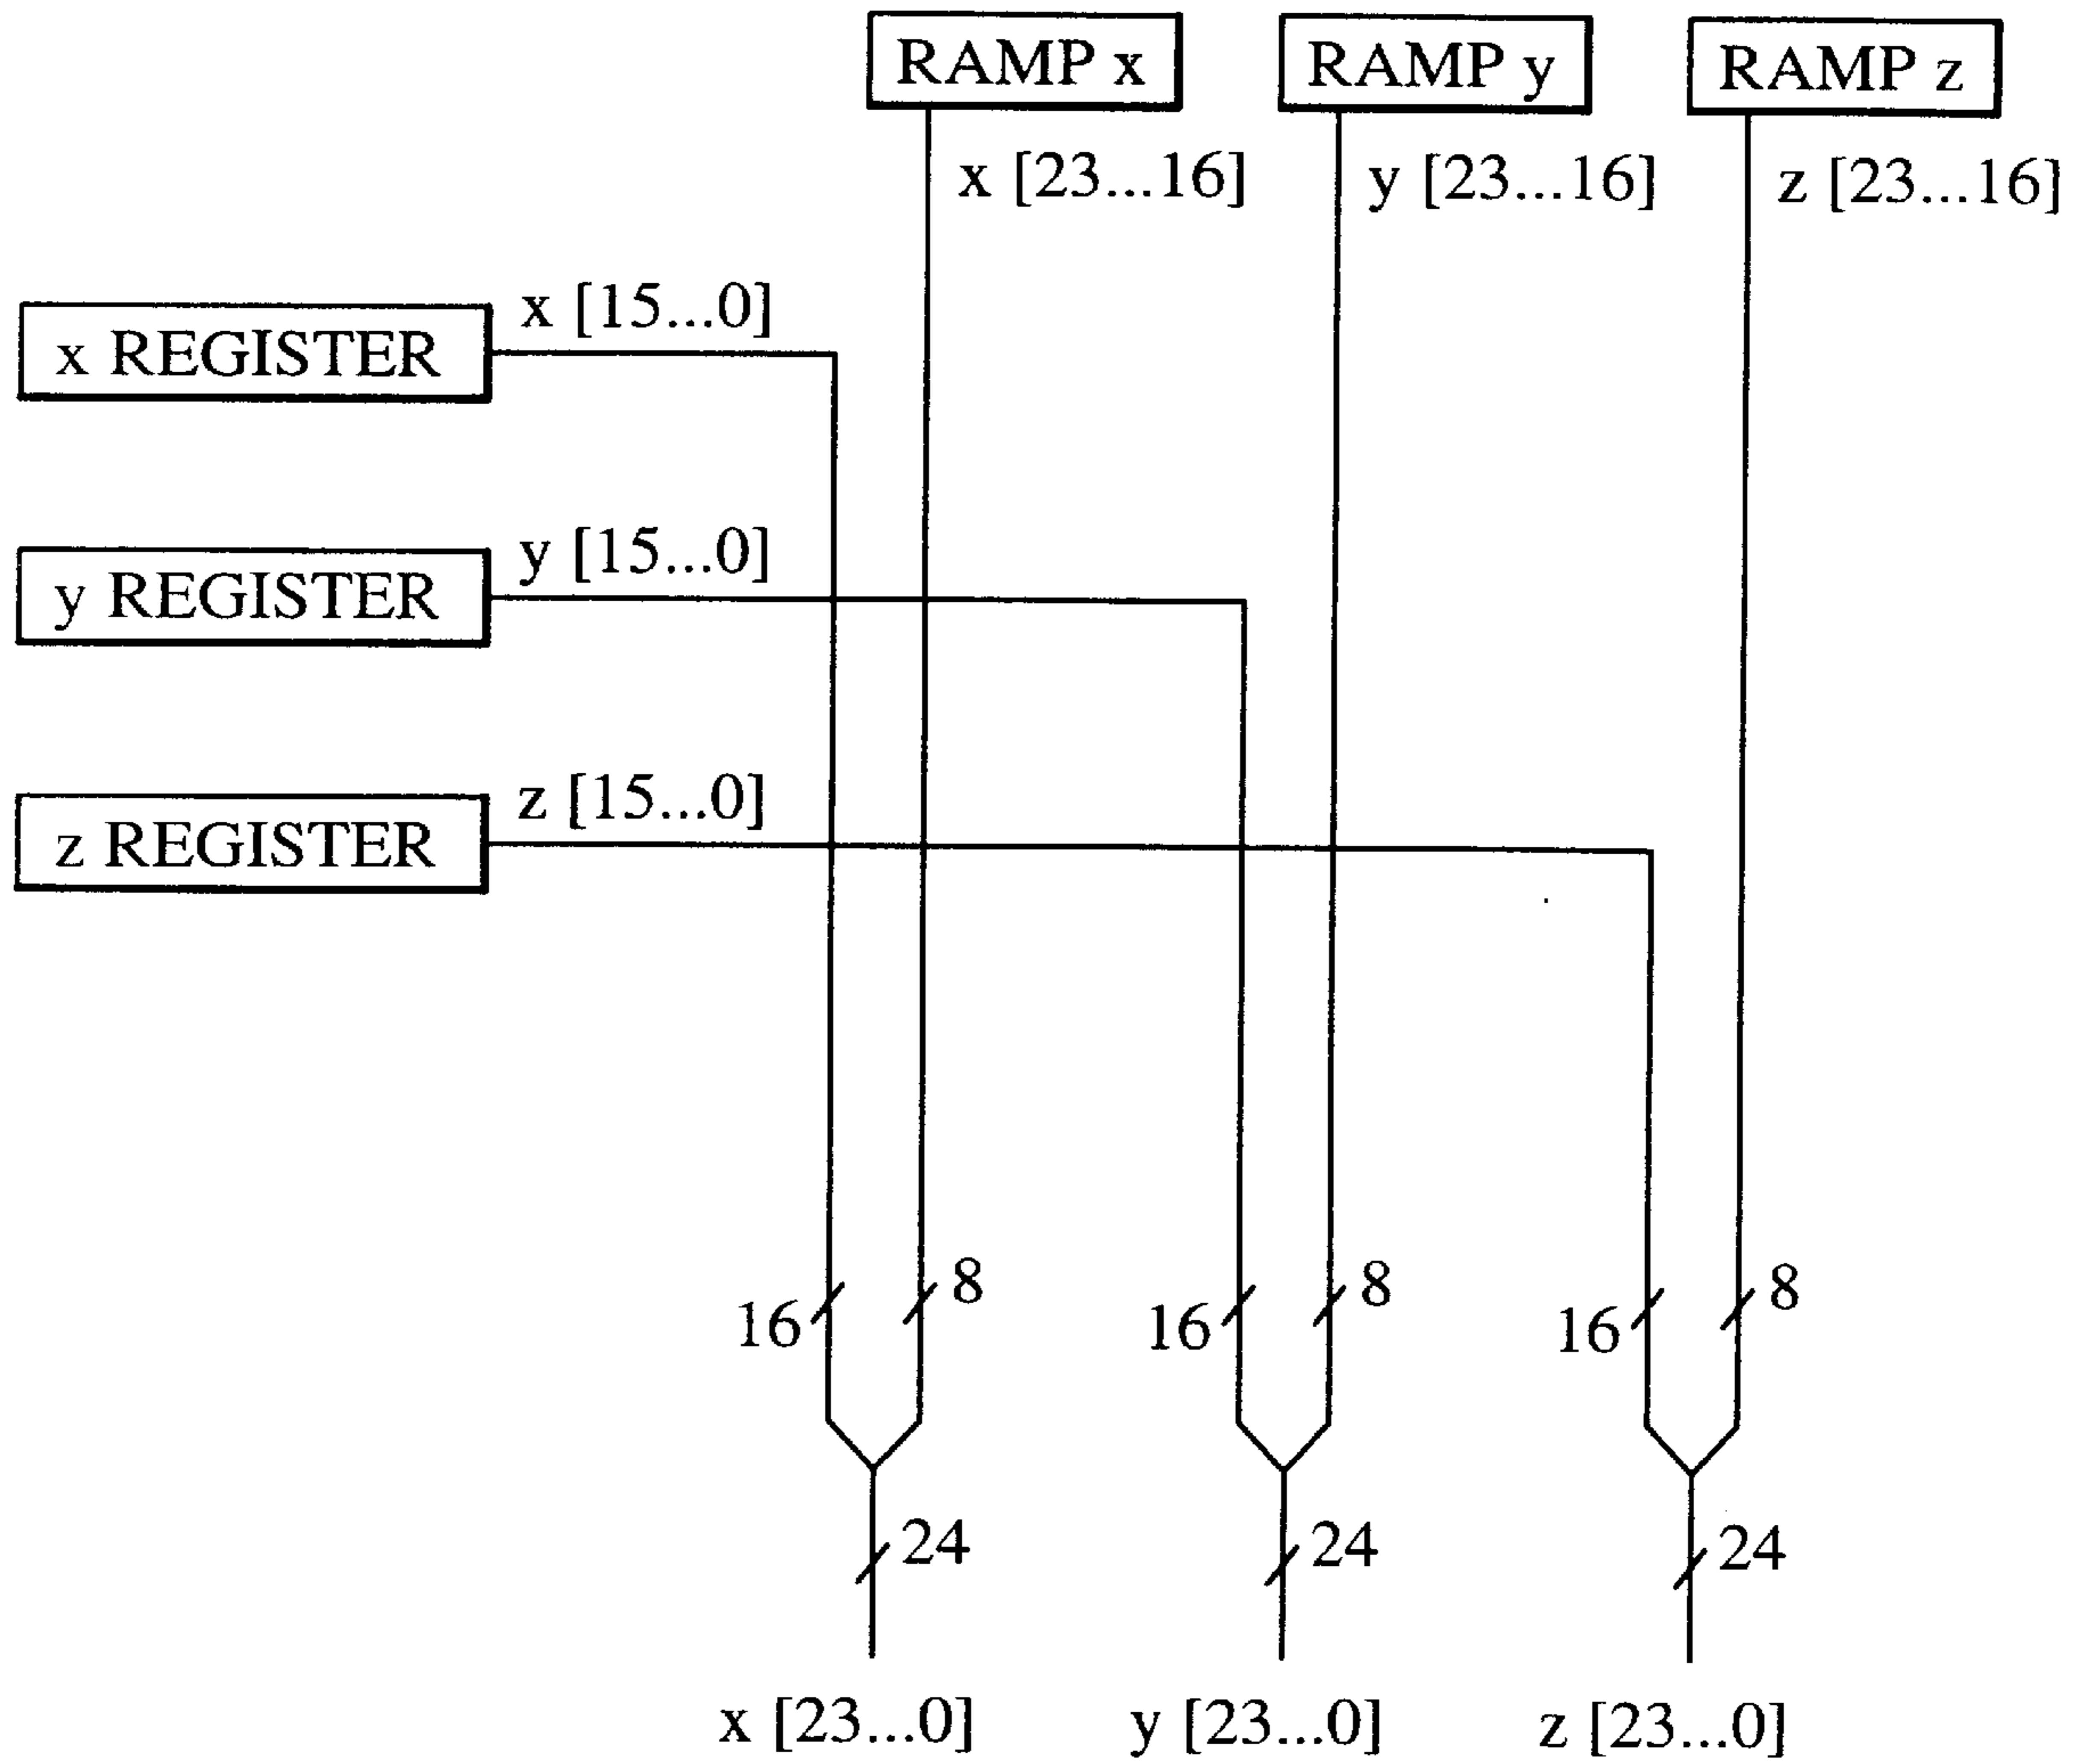 RAMP x RAMP y RAMP z
x [23...16] y [23...16] z [23...16]
x [15...0]
x REGISTER
y [15...0]
y REGISTER
z [15...0]
z REGISTER
8 8 8
16 16 16
24 24 24
x [23...0] y [23...0] z [23...0]